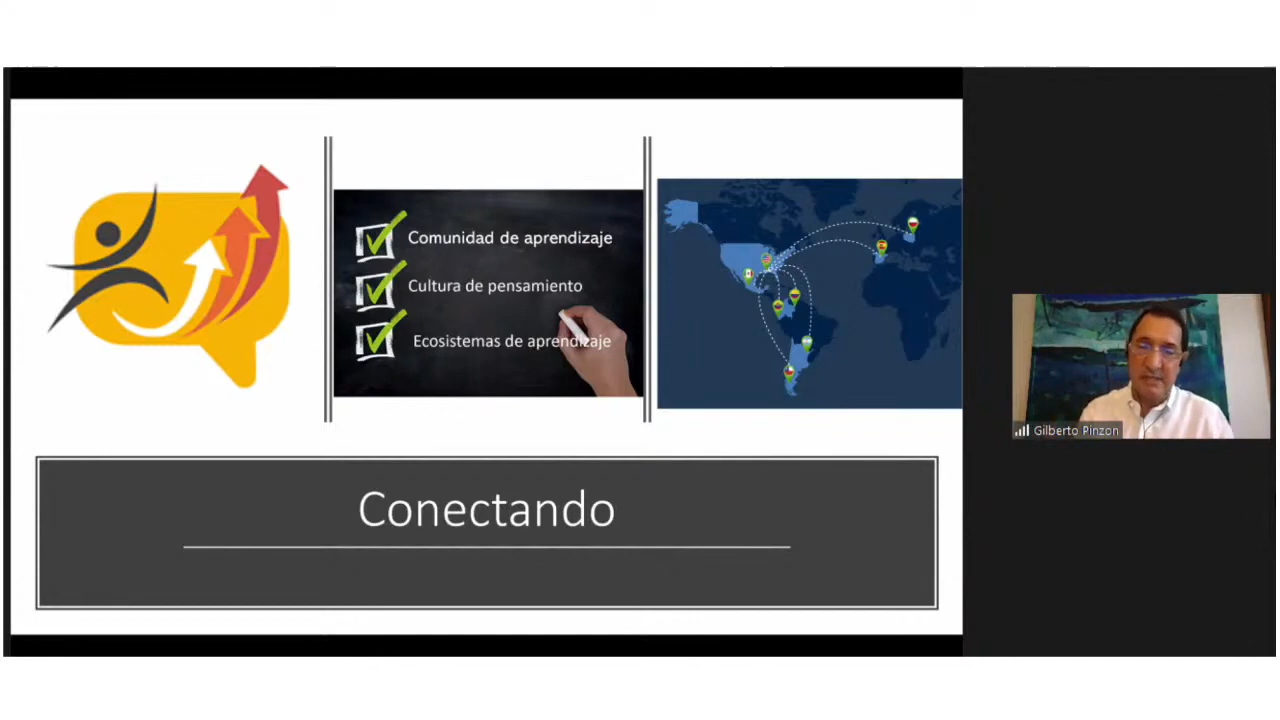 Comunidad de aprendizaje
Cultura de pensamiento
Ecosistemas de aprendizaje
Conectando
Gilberto Pinzon